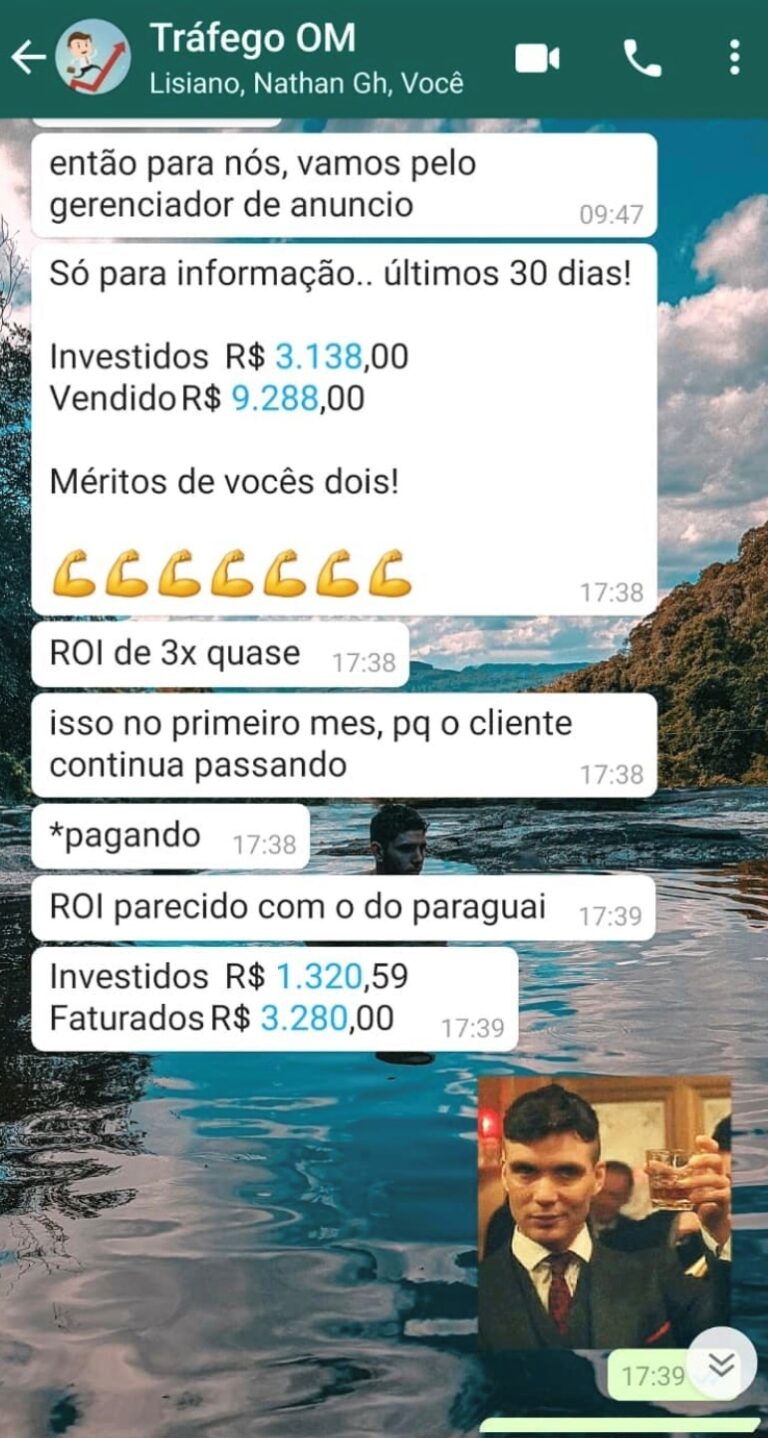 Tráfego OM
Lisiano, Nathan Gh, Você
então para nós, vamos pelo
gerenciador de anuncio
09:47
Só para informação.. últimos 30 dias!
Investidos R$ 3.138,00
Vendido R$ 9.288,00
Méritos de vocês dois!
💪💪💪💪💪💪💪
17:38
ROI de 3x quase 17:38
isso no primeiro mes, pq o cliente
continua passando
17:38
*pagando 17:38
ROI parecido com o do paraguai 17:39
Investidos R$ 1.320,59
Faturados R$ 3.280,00
17:39
17:39